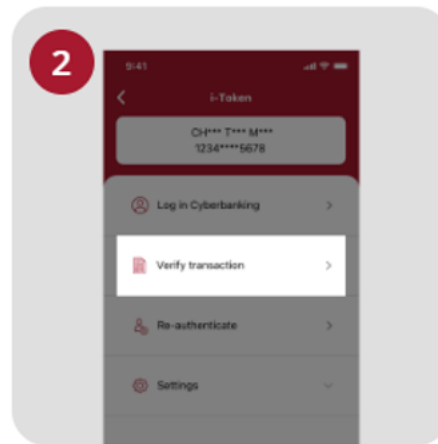 2
9:41
i-Token
CH*** T*** M***
1234****5678
Log in Cyberbanking
Verify transaction
Re-authenticate
Settings